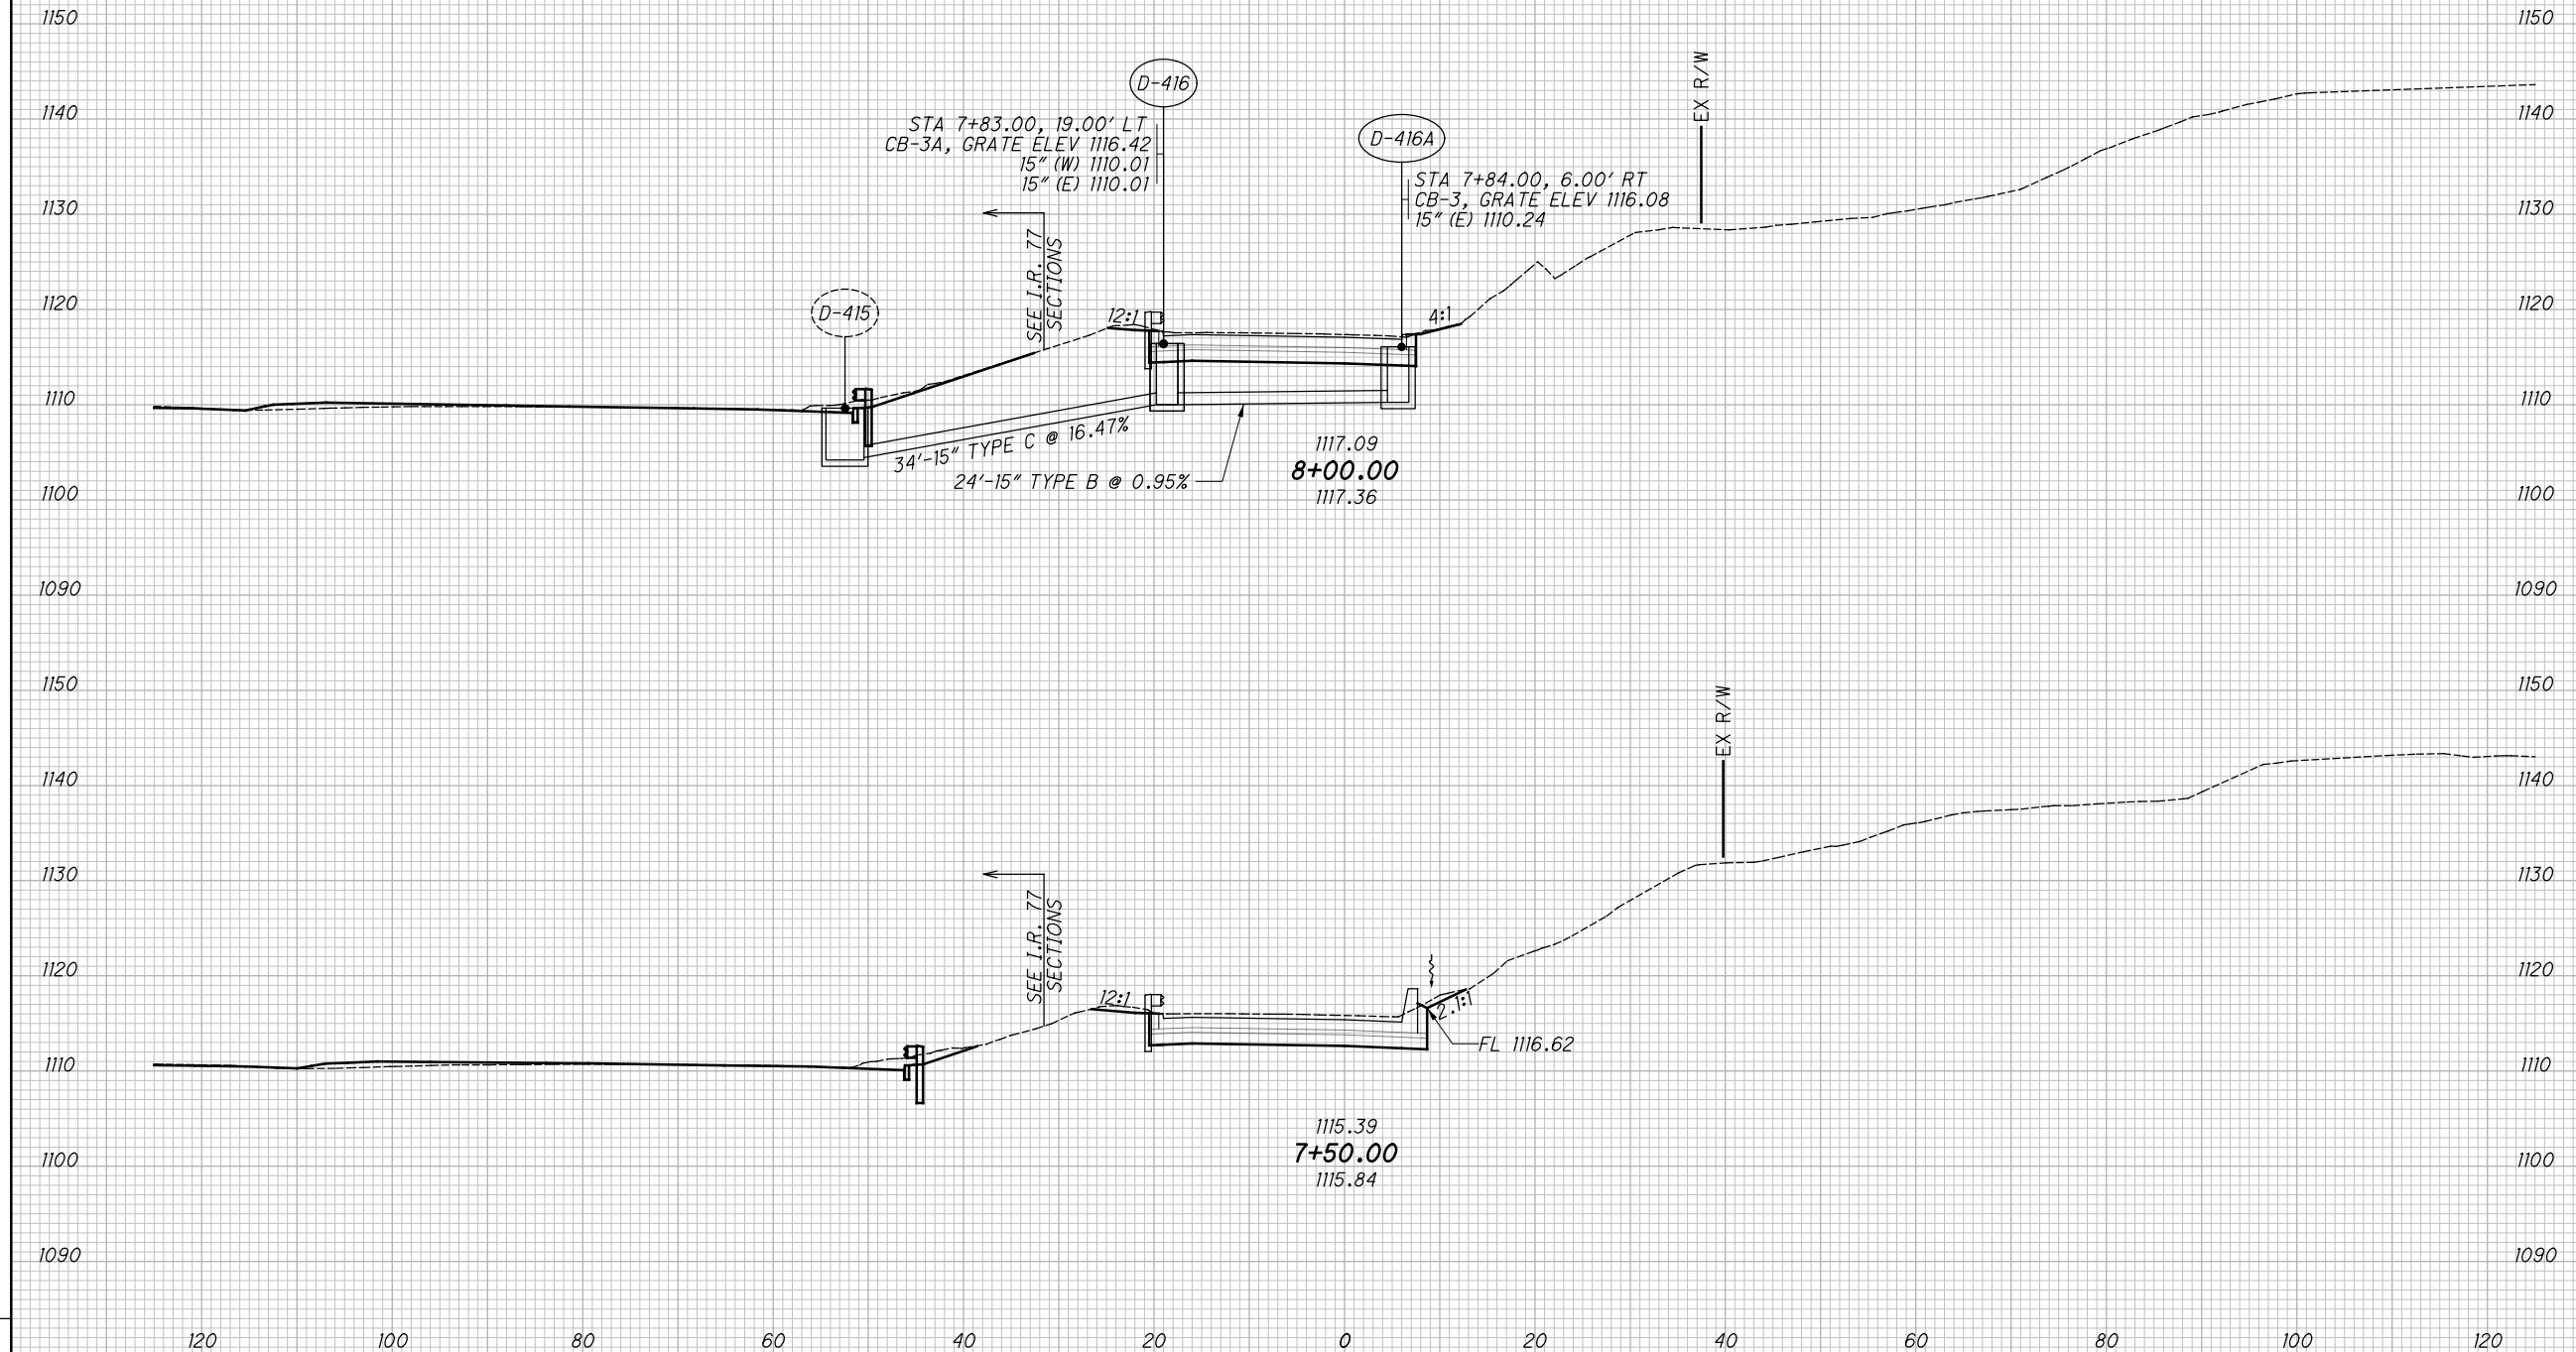 1150 1150
D-416
EX R/W
1140 1140
STA 7+83.00, 19.00' LT
CB-3A, GRATE ELEV 1116.42
15" (W) 1110.01
15" (E) 1110.01
D-416A
STA 7+84.00, 6.00' RT
CB-3, GRATE ELEV 1116.08
15" (E) 1110.24
1130 1130
SEE I.R. 77
SECTIONS
1120 1120
D-415
12:1
4:1
1110 1110
34'-15" TYPE C @ 16.47%
24'-15" TYPE B @ 0.95%
1117.09
8+00.00
1117.36
1100 1100
1090 1090
1150 1150
EX R/W
1140 1140
1130 1130
SEE I.R. 77
SECTIONS
1120 1120
12:1
2.1:1
FL 1116.62
1110 1110
1115.39
7+50.00
1115.84
1100 1100
1090 1090
120 100 80 60 40 20 0 20 40 60 80 100 120